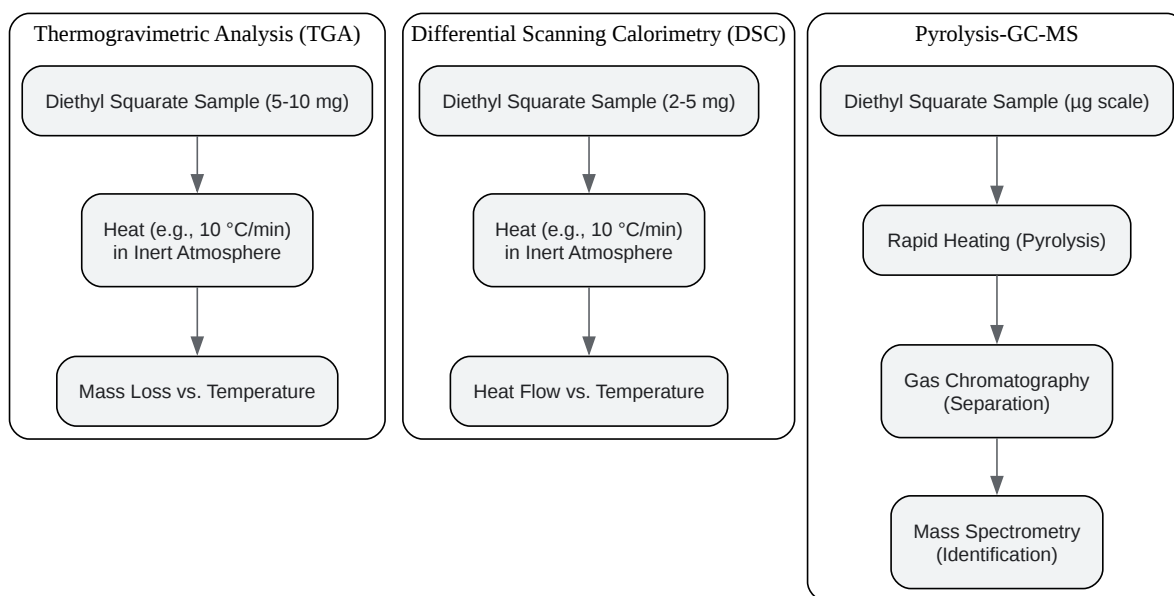 Thermogravimetric Analysis (TGA)
Diethyl Squarate Sample (5-10 mg)
Heat (e.g., 10 °C/min)
in Inert Atmosphere
Mass Loss vs. Temperature
Differential Scanning Calorimetry (DSC)
Diethyl Squarate Sample (2-5 mg)
Heat (e.g., 10 °C/min)
in Inert Atmosphere
Heat Flow vs. Temperature
Pyrolysis-GC-MS
Diethyl Squarate Sample (µg scale)
Rapid Heating (Pyrolysis)
Gas Chromatography
(Separation)
Mass Spectrometry
(Identification)